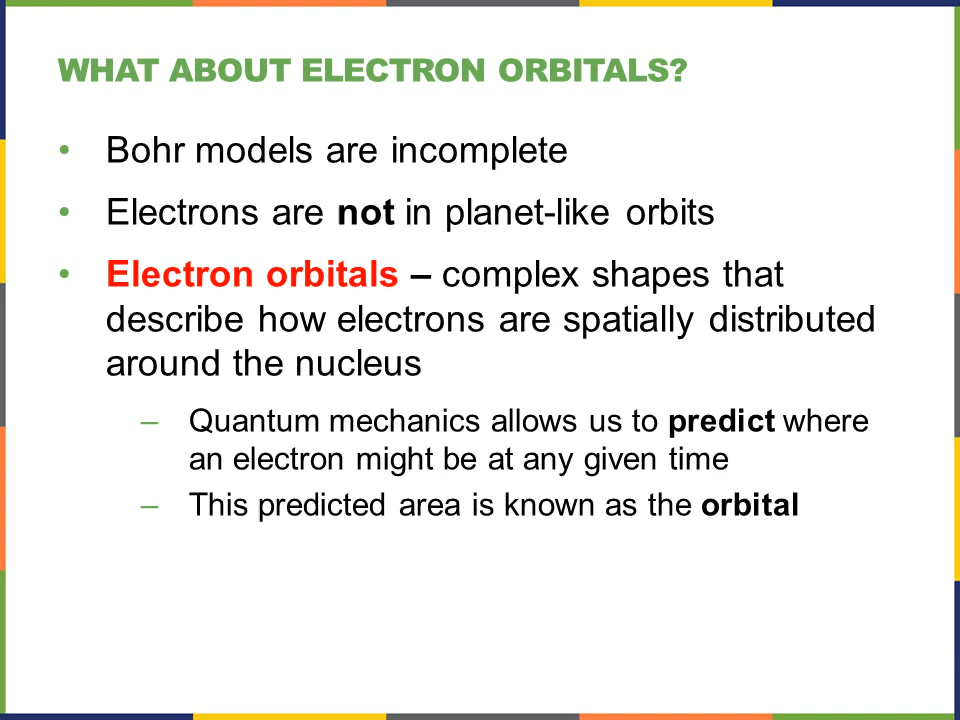 WHAT ABOUT ELECTRON ORBITALS?
• Bohr models are incomplete
• Electrons are not in planet-like orbits
• Electron orbitals – complex shapes that
describe how electrons are spatially distributed
around the nucleus
– Quantum mechanics allows us to predict where
an electron might be at any given time
– This predicted area is known as the orbital